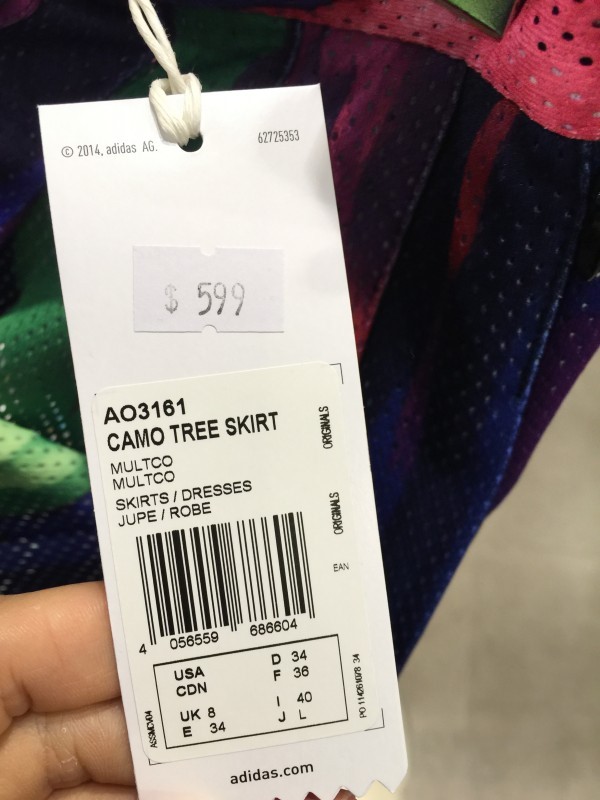 © 2014, adidas AG.
62725353
$ 599
AO3161
CAMO TREE SKIRT
MULTCO
MULTCO
SKIRTS / DRESSES
JUPE / ROBE
ORIGINALS
ORIGINALS
EAN
4 056559 686604
USA D 34
CDN F 36
UK 8 I 40
E 34 J L
adidas.com